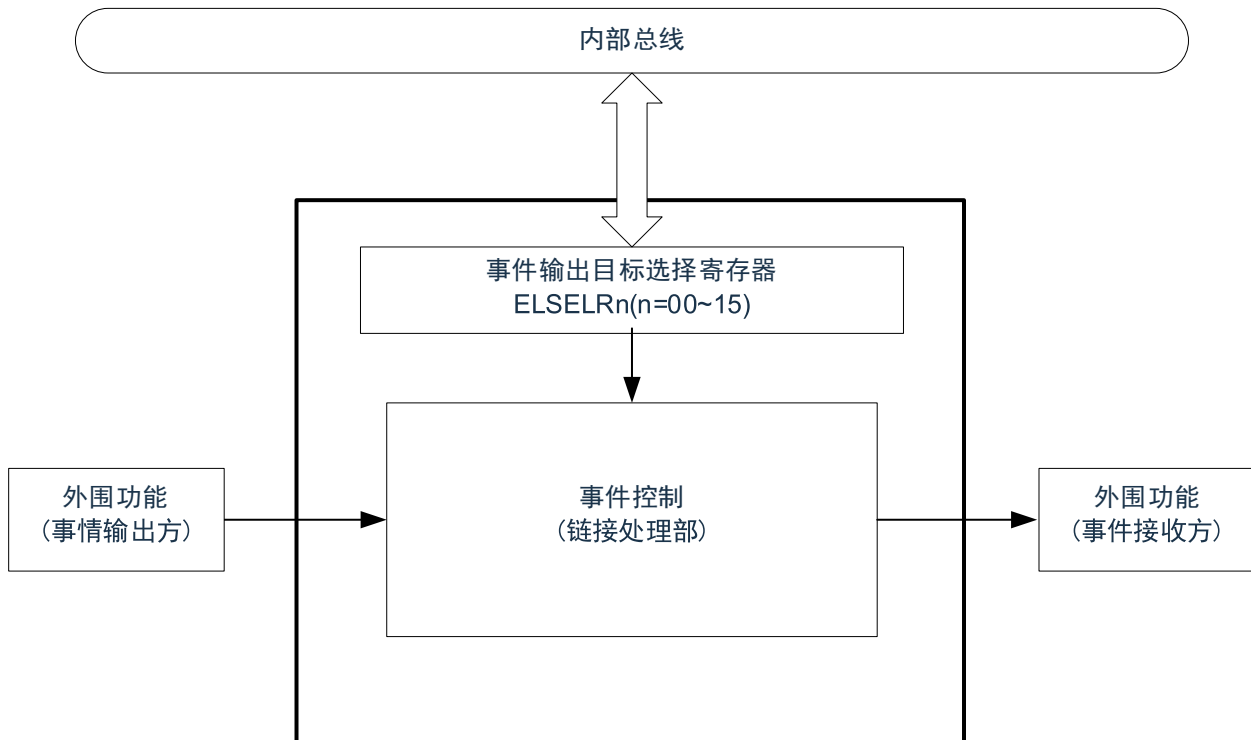 内部总线
事件输出目标选择寄存器
ELSELRn(n=00~15)
外围功能
（事情输出方）
事件控制
（链接处理部）
外围功能
（事件接收方）